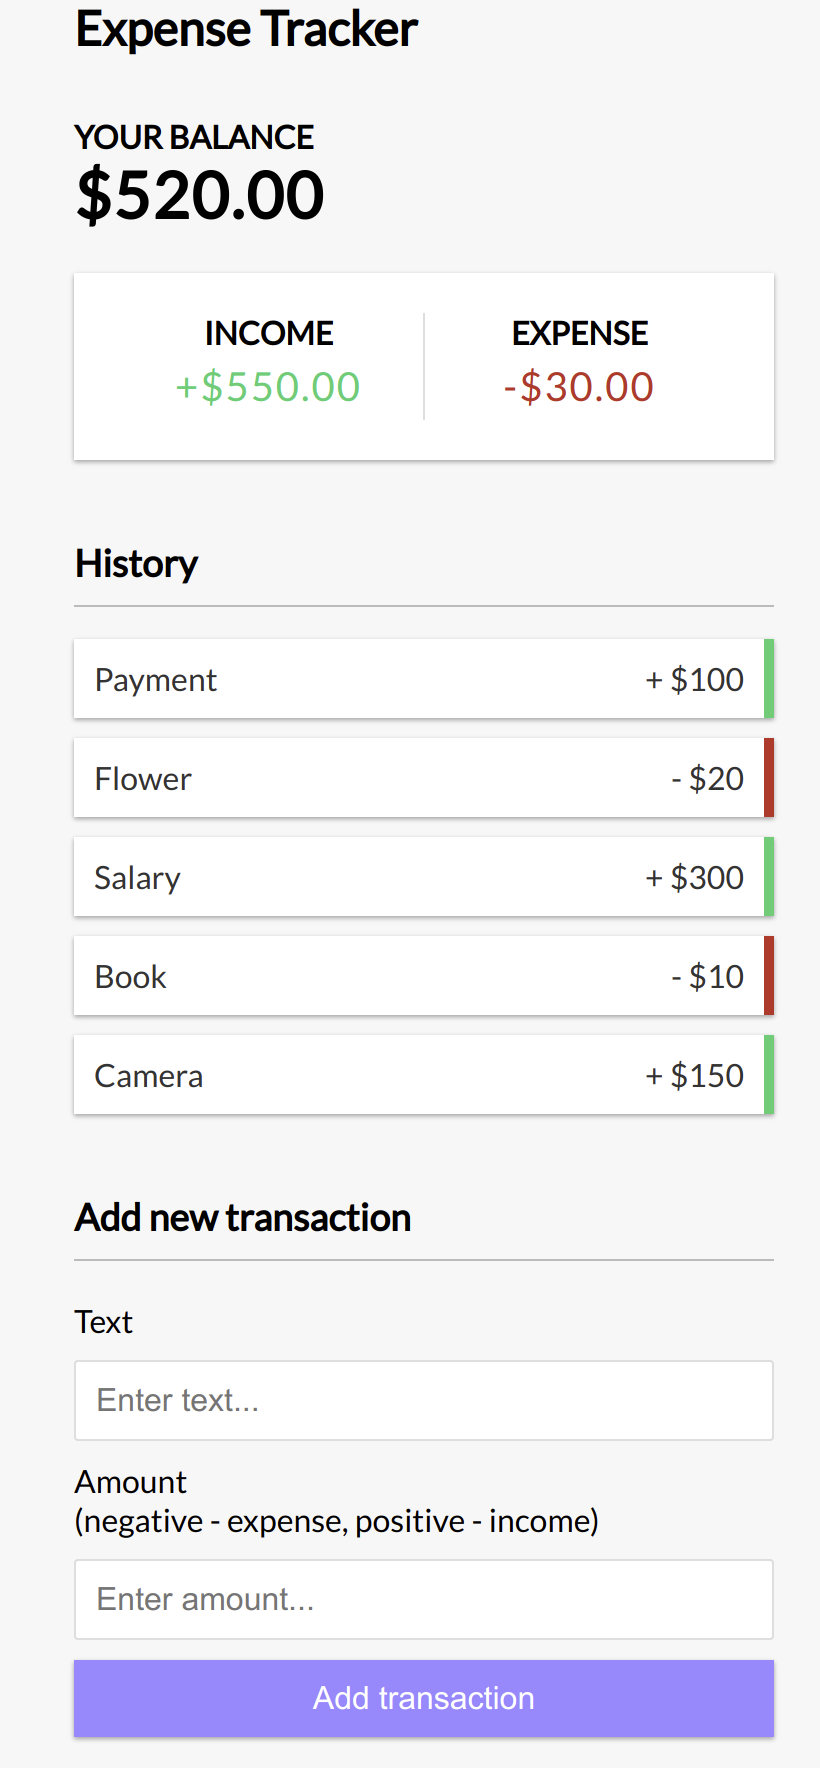 Expense Tracker
YOUR BALANCE
$520.00
INCOME
+$550.00
EXPENSE
-$30.00
History
Payment + $100
Flower - $20
Salary + $300
Book - $10
Camera + $150
Add new transaction
Text
Enter text...
Amount
(negative - expense, positive - income)
Enter amount...
Add transaction